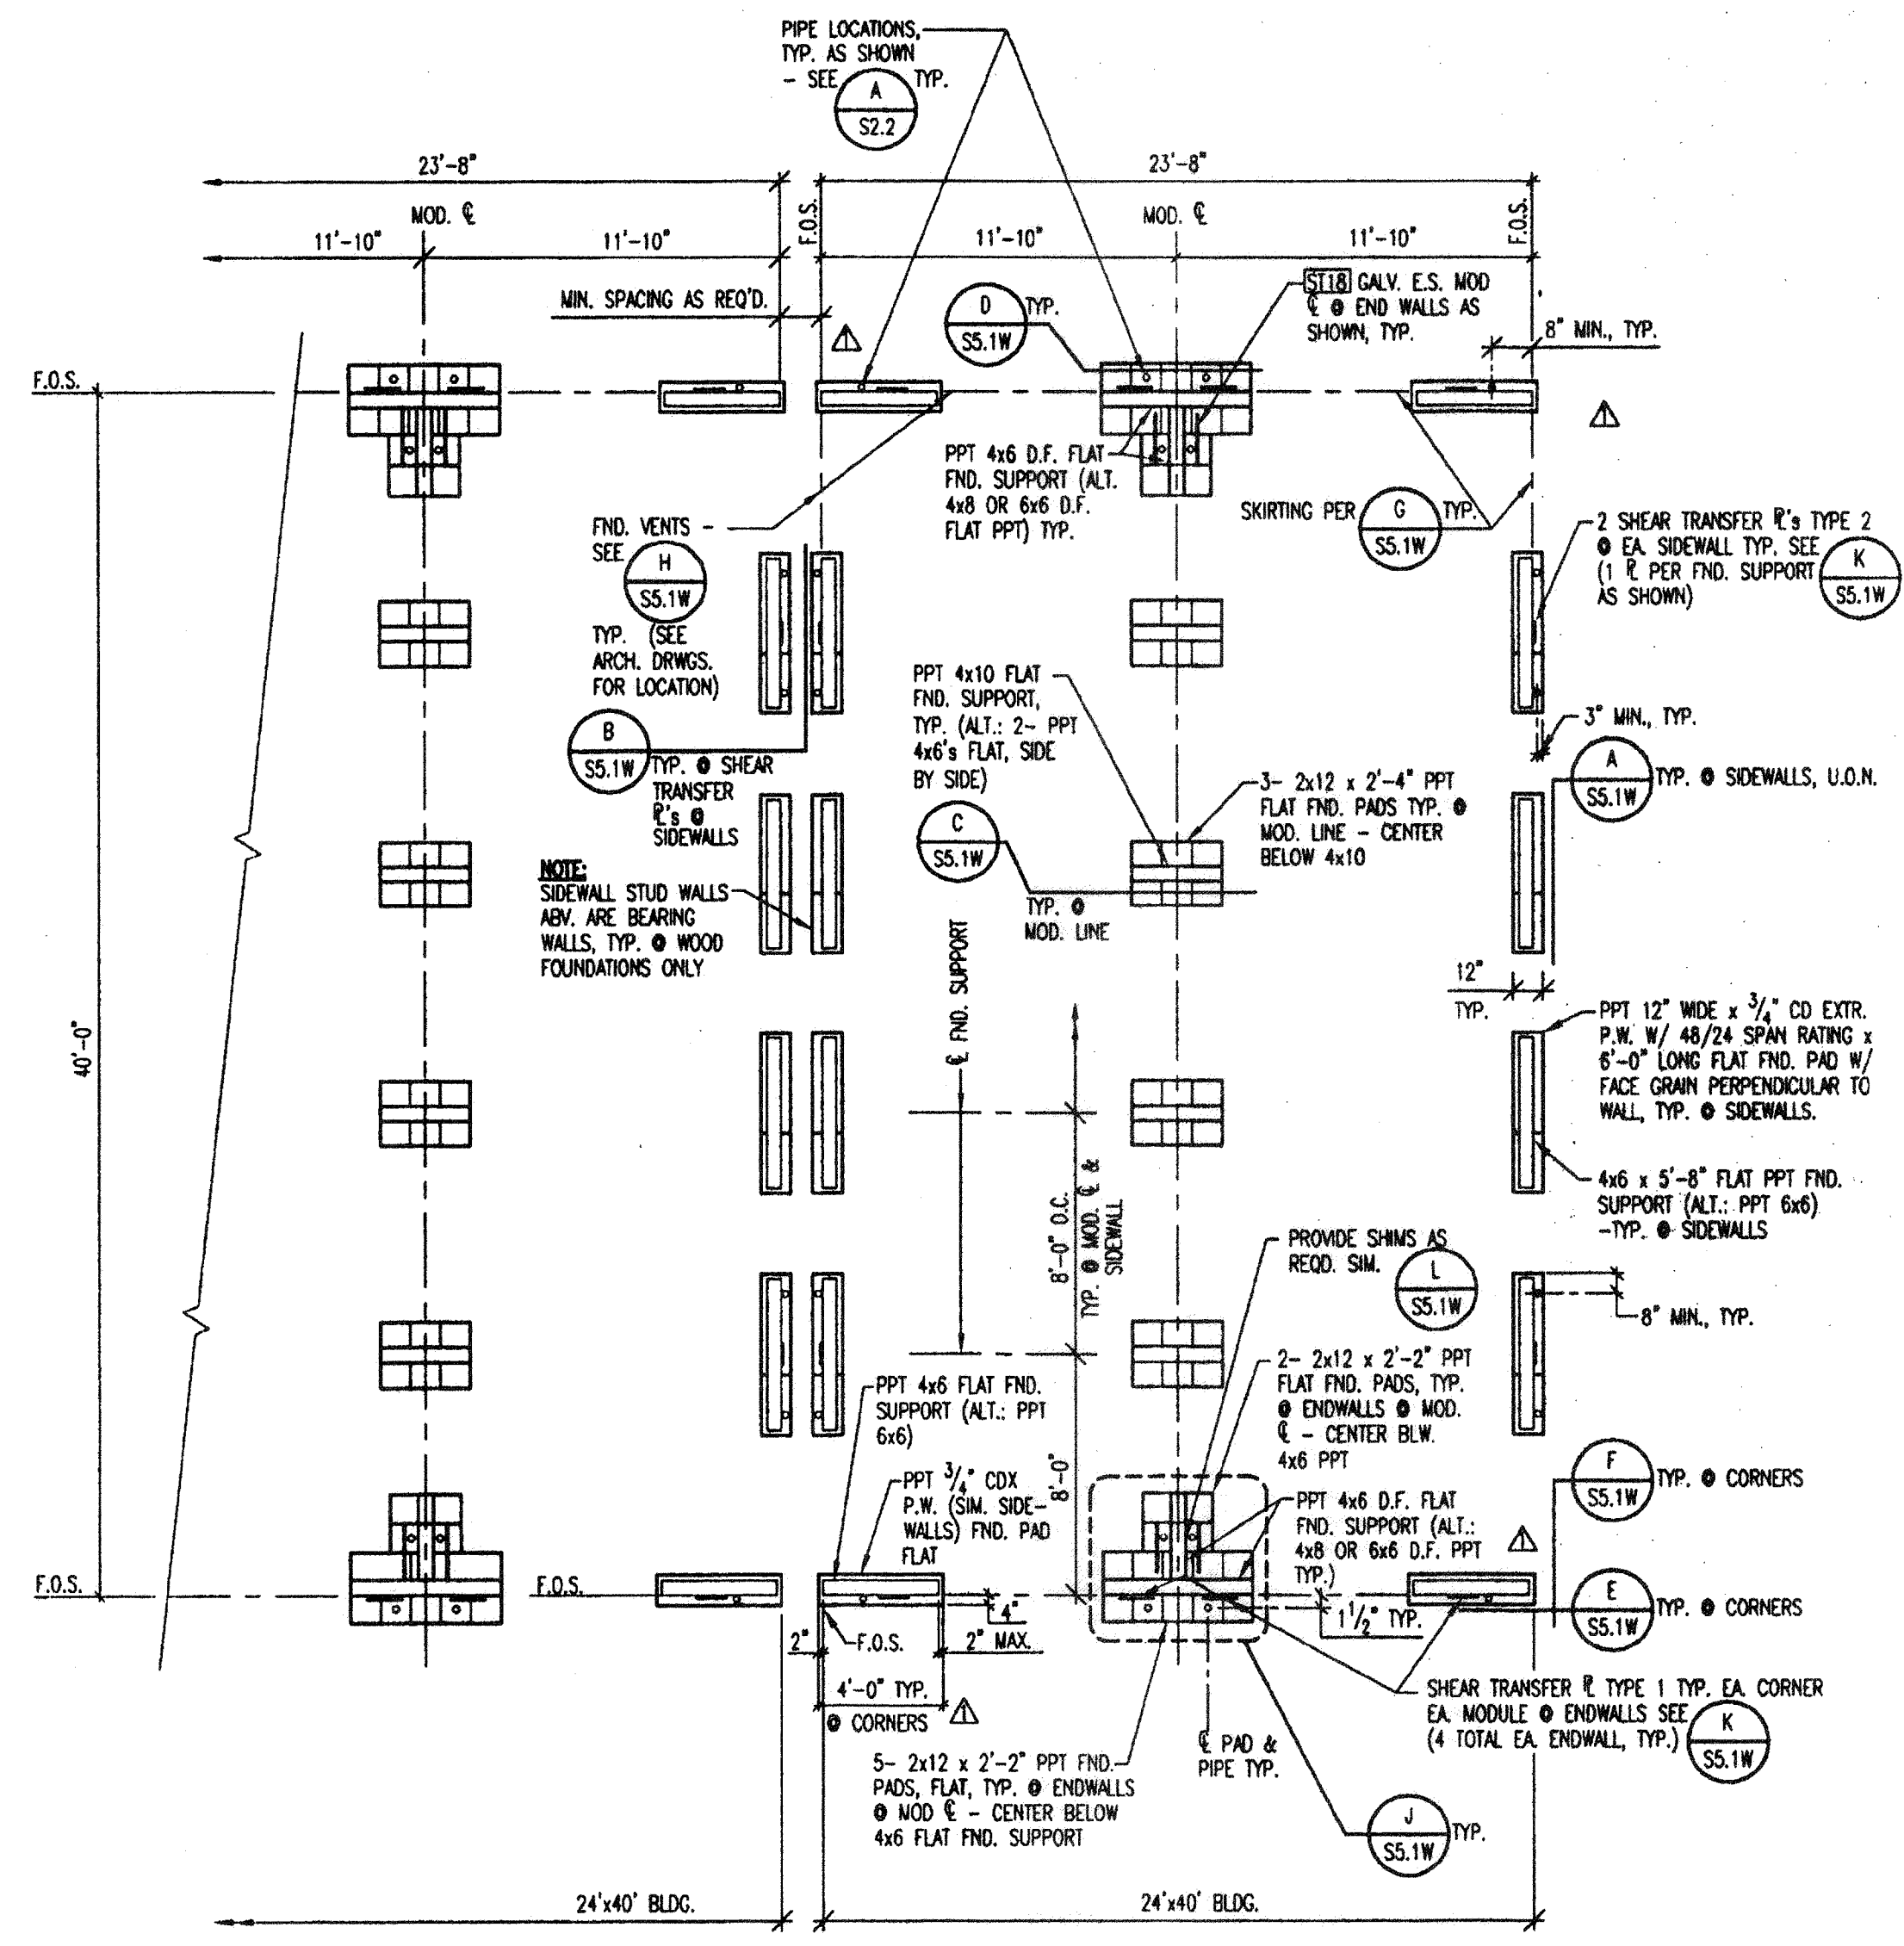 PIPE LOCATIONS,
TYP. AS SHOWN
- SEE A TYP.
S2.2
23'-8"
23'-8"
MOD. ℄
F.O.S.
MOD. ℄
F.O.S.
11'-10"
11'-10"
11'-10"
11'-10"
MIN. SPACING AS REQ'D.
1
D TYP.
S5.1W
ST18 GALV. E.S. MOD
℄ @ END WALLS AS
SHOWN, TYP.
8" MIN., TYP.
F.O.S.
1
PPT 4x6 D.F. FLAT
FND. SUPPORT (ALT.
4x8 OR 6x6 D.F.
FLAT PPT) TYP.
SKIRTING PER G TYP.
S5.1W
FND. VENTS -
SEE H
S5.1W
TYP. (SEE
ARCH. DRWGS.
FOR LOCATION)
2 SHEAR TRANSFER ℞'s TYPE 2
@ EA. SIDEWALL TYP. SEE K
(1 ℞ PER FND. SUPPORT
S5.1W
AS SHOWN)
PPT 4x10 FLAT
FND. SUPPORT,
TYP. (ALT.: 2- PPT
4x6's FLAT, SIDE
BY SIDE)
3" MIN., TYP.
B
S5.1W
TYP. @ SHEAR
TRANSFER
℞'s @
SIDEWALLS
A
S5.1W
TYP. @ SIDEWALLS, U.O.N.
3- 2x12 x 2'-4" PPT
FLAT FND. PADS TYP. @
MOD. LINE - CENTER
BELOW 4x10
C
S5.1W
TYP. @
MOD. LINE
NOTE:
SIDEWALL STUD WALLS
ABV. ARE BEARING
WALLS, TYP. @ WOOD
FOUNDATIONS ONLY
℄ FND. SUPPORT
12"
TYP.
40'-0"
PPT 12" WIDE x 3/4" CD EXTR.
P.W. W/ 48/24 SPAN RATING x
6'-0" LONG FLAT FND. PAD W/
FACE GRAIN PERPENDICULAR TO
WALL, TYP. @ SIDEWALLS.
8'-0" O.C.
TYP. @ MOD. ℄ &
SIDEWALL
4x6 x 5'-8" FLAT PPT FND.
SUPPORT (ALT.: PPT 6x6)
-TYP. @ SIDEWALLS
PROVIDE SHIMS AS
REQD. SIM. L
S5.1W
8" MIN., TYP.
2- 2x12 x 2'-2" PPT
FLAT FND. PADS, TYP.
@ ENDWALLS @ MOD.
℄ - CENTER BLW.
4x6 PPT
PPT 4x6 FLAT FND.
SUPPORT (ALT.: PPT
6x6)
8'-0"
PPT 3/4" CDX
P.W. (SIM. SIDE-
WALLS) FND. PAD
FLAT
PPT 4x6 D.F. FLAT
FND. SUPPORT (ALT.:
4x8 OR 6x6 D.F. PPT
TYP.)
1
F
S5.1W
TYP. @ CORNERS
F.O.S.
F.O.S.
E
S5.1W
TYP. @ CORNERS
4"
1 1/2" TYP.
2"
F.O.S.
2" MAX.
4'-0" TYP.
@ CORNERS
1
SHEAR TRANSFER ℞ TYPE 1 TYP. EA. CORNER
EA. MODULE @ ENDWALLS SEE K
(4 TOTAL EA. ENDWALL, TYP.)
S5.1W
℄ PAD &
PIPE TYP.
5- 2x12 x 2'-2" PPT FND.
PADS, FLAT, TYP. @ ENDWALLS
@ MOD ℄ - CENTER BELOW
4x6 FLAT FND. SUPPORT
J TYP.
S5.1W
24'x40' BLDG.
24'x40' BLDG.